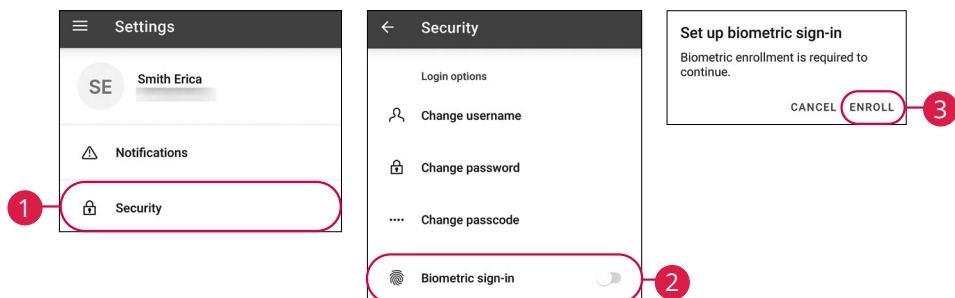 Settings
SE
Smith Erica
Notifications
1
Security
Security
Login options
Change username
Change password
Change passcode
Biometric sign-in
2
Set up biometric sign-in
Biometric enrollment is required to
continue.
CANCEL ENROLL
3